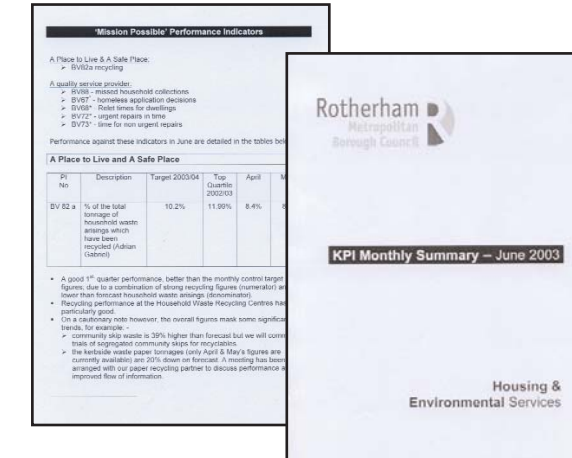 'Mission Possible' Performance Indicators
A Place to Live & A Safe Place:
➢ BV82a recycling
A quality service provider:
➢ BV88 - missed household collections
➢ BV67* - homeless application decisions
➢ BV68* - Relet times for dwellings
➢ BV72* - urgent repairs in time
➢ BV73* - time for non urgent repairs
Performance against these indicators in June are detailed in the tables
A Place to Live and A Safe Place
PI No Description Target 2003/04 Top Quartile 2002/03 April
BV 82 a % of the total tonnage of household waste arisings which have been recycled (Adrian Gabriel) 10.2% 11.99% 8.4%
• A good 1st quarter performance, better than the monthly control target
figures; due to a combination of strong recycling figures (numerator)
lower than forecast household waste arisings (denominator).
• Recycling performance at the Household Waste Recycling Centres
particularly good.
• On a cautionary note however, the overall figures mask some
trends, for example: -
➢ community skip waste is 39% higher than forecast but we will
trials of segregated community skips for recyclables.
➢ the kerbside waste paper tonnages (only April & May's figures are
currently available) are 20% down on forecast. A meeting has been
arranged with our paper recycling partner to discuss performance
improved flow of information.
Rotherham
Metropolitan
Borough Council
KPI Monthly Summary – June 2003
Housing &
Environmental Services